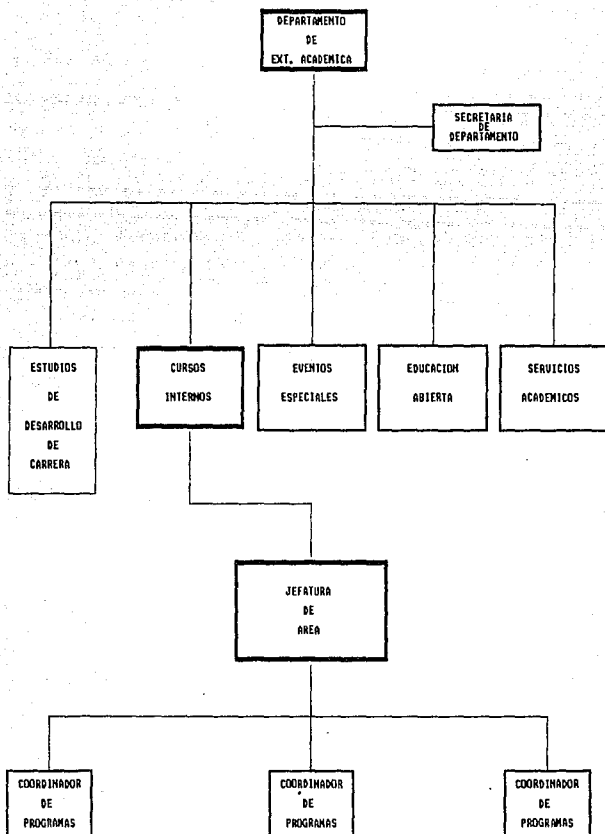 DEPARTAMENTO
DE
EXT. ACADEMICA
SECRETARIA
DE
DEPARTAMENTO
ESTUDIOS
DE
DESARROLLO
DE
CARRERA
CURSOS
INTERNOS
EVENTOS
ESPECIALES
EDUCACION
ABIERTA
SERVICIOS
ACADEMICOS
JEFATURA
DE
AREA
COORDINADOR
DE
PROGRAMAS
COORDINADOR
DE
PROGRAMAS
COORDINADOR
DE
PROGRAMAS